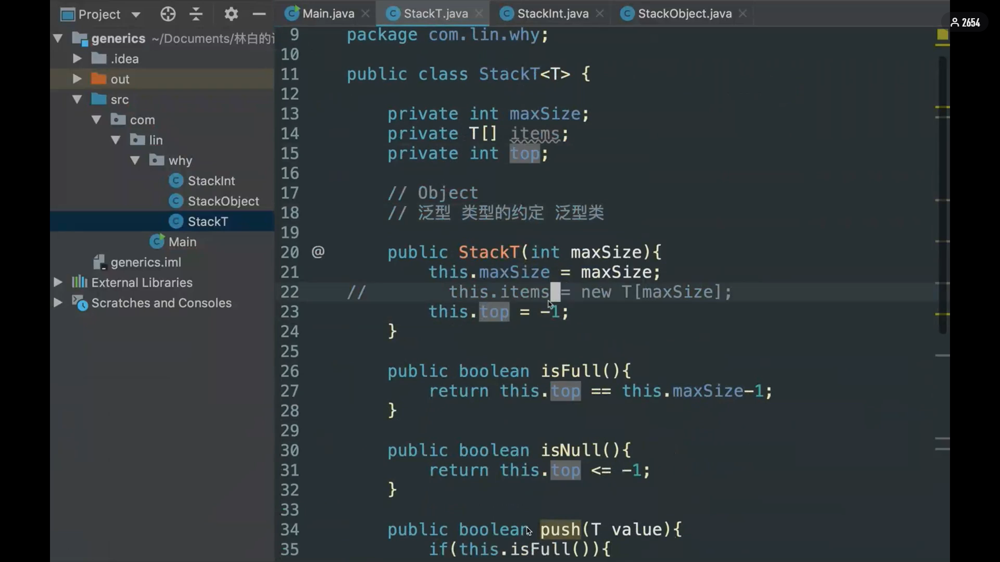 Project
Main.java
StackT.java
StackInt.java
StackObject.java
2654
generics ~/Documents/林白的
.idea
out
src
com
lin
why
StackInt
StackObject
StackT
Main
generics.iml
External Libraries
Scratches and Consoles
9 package com.lin.why;
10
11 public class StackT<T> {
12
13 private int maxSize;
14 private T[] items;
15 private int top;
16
17 // Object
18 // 泛型 类型的约定 泛型类
19
20 @ public StackT(int maxSize){
21 this.maxSize = maxSize;
22 // this.items = new T[maxSize];
23 this.top = -1;
24 }
25
26 public boolean isFull(){
27 return this.top == this.maxSize-1;
28 }
29
30 public boolean isNull(){
31 return this.top <= -1;
32 }
33
34 public boolean push(T value){
35 if(this.isFull()){